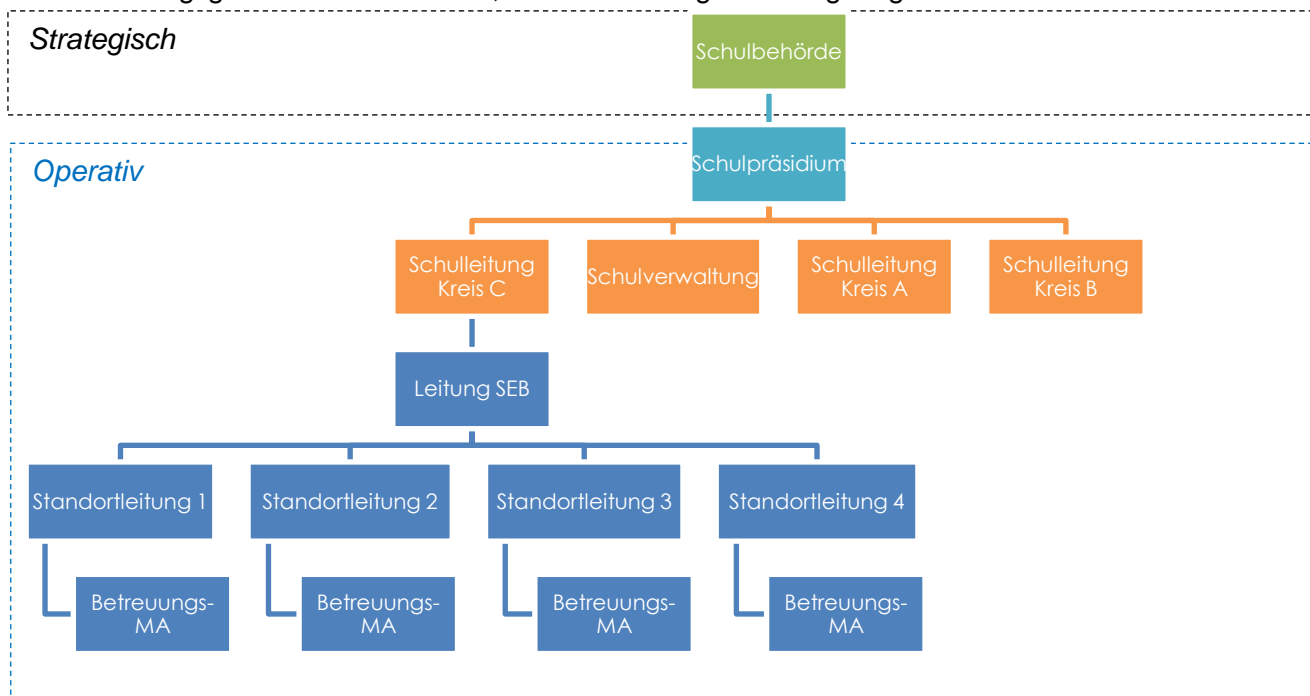 Strategisch
Schulbehörde
Schulpräsidium
Operativ
Schulleitung
Kreis C
Schulverwaltung
Schulleitung
Kreis A
Schulleitung
Kreis B
Leitung SEB
Standortleitung 1
Standortleitung 2
Standortleitung 3
Standortleitung 4
Betreuungs-
MA
Betreuungs-
MA
Betreuungs-
MA
Betreuungs-
MA